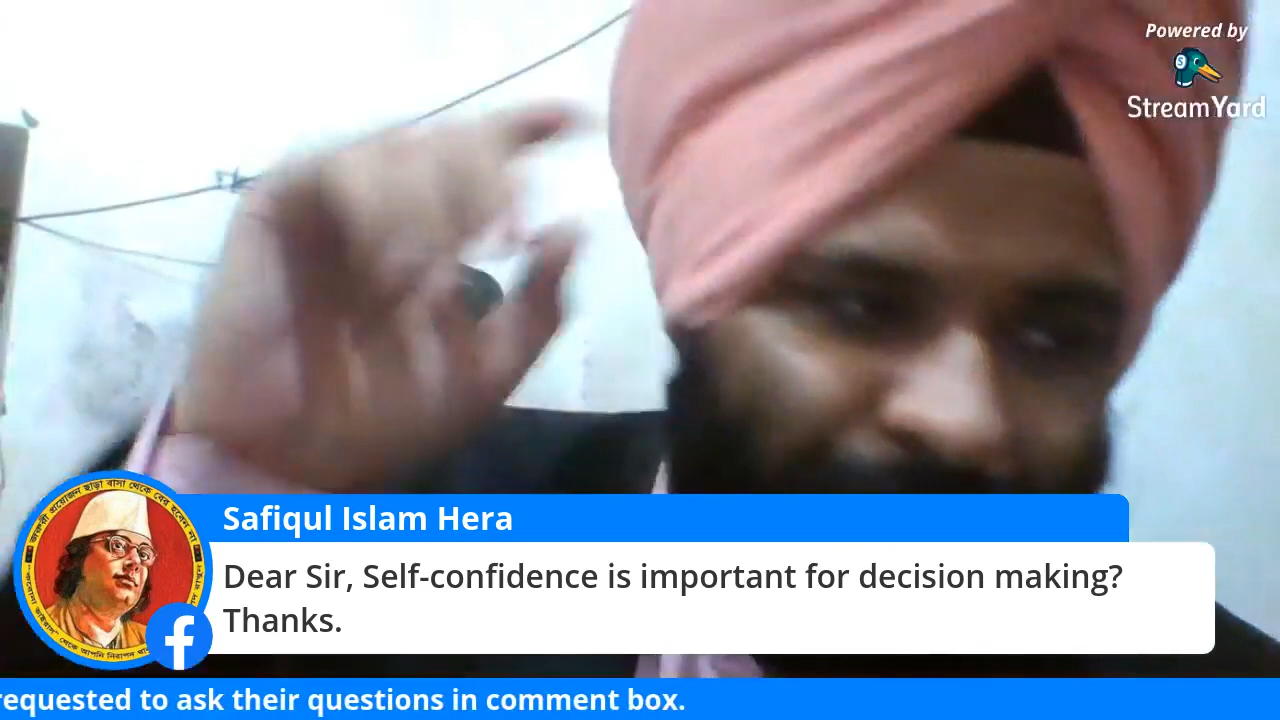 Powered by
StreamYard
Safiqul Islam Hera
Dear Sir, Self-confidence is important for decision making?
Thanks.
requested to ask their questions in comment box.